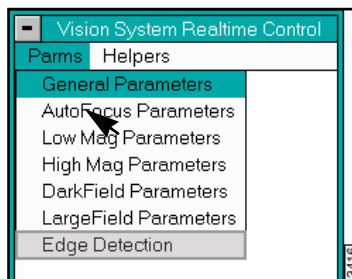 Vision System Realtime Control
Parms Helpers
General Parameters
AutoFocus Parameters
Low Mag Parameters
High Mag Parameters
DarkField Parameters
LargeField Parameters
Edge Detection